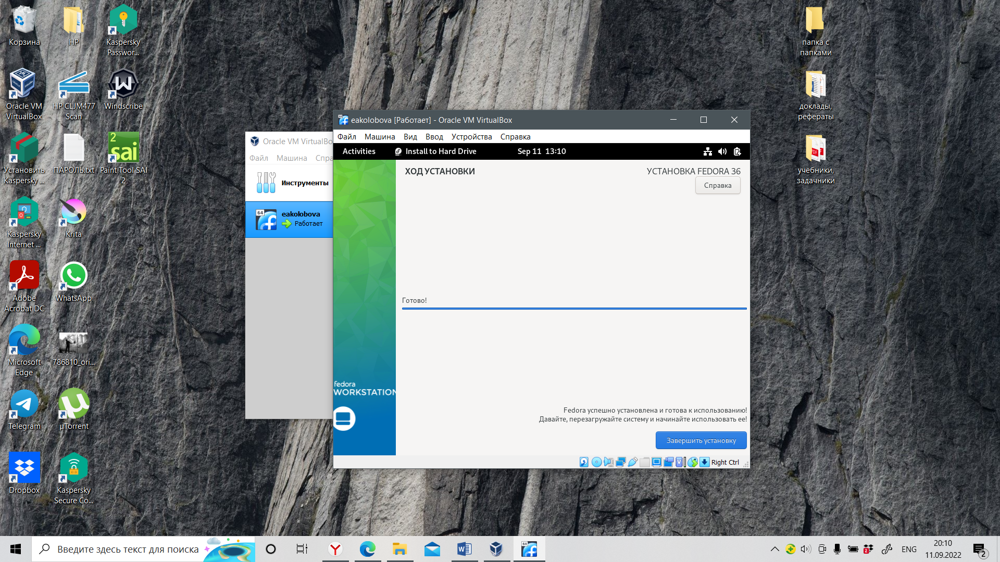 Корзина
HP
Kaspersky
Passwor...
Oracle VM
VirtualBox
HP CLJM477
Scan
Windscribe
Установить
Kaspersky ...
ПАРОЛЬ.txt
2
sai
Paint Tool SAI
2
Kaspersky
Internet ...
Krita
Adobe
Acrobat DC
WhatsApp
Microsoft
Edge
786810_ori...
Telegram
µTorrent
Dropbox
Kaspersky
Secure Co...
папка с
папками
доклады,
рефераты
PDF
учебники,
задачники
Oracle VM VirtualBo
Файл Машина Спра
Инструменты
64
eakolobova
Работает
eakolobova [Работает] - Oracle VM VirtualBox
Файл Машина Вид Ввод Устройства Справка
Activities Install to Hard Drive Sep 11 13:10
ХОД УСТАНОВКИ
УСТАНОВКА FEDORA 36
Справка
Готово!
fedora
WORKSTATION
Fedora успешно установлена и готова к использованию!
Давайте, перезагружайте систему и начинайте использовать ее!
Завершить установку
Right Ctrl
Введите здесь текст для поиска
ENG
20:10
11.09.2022
2